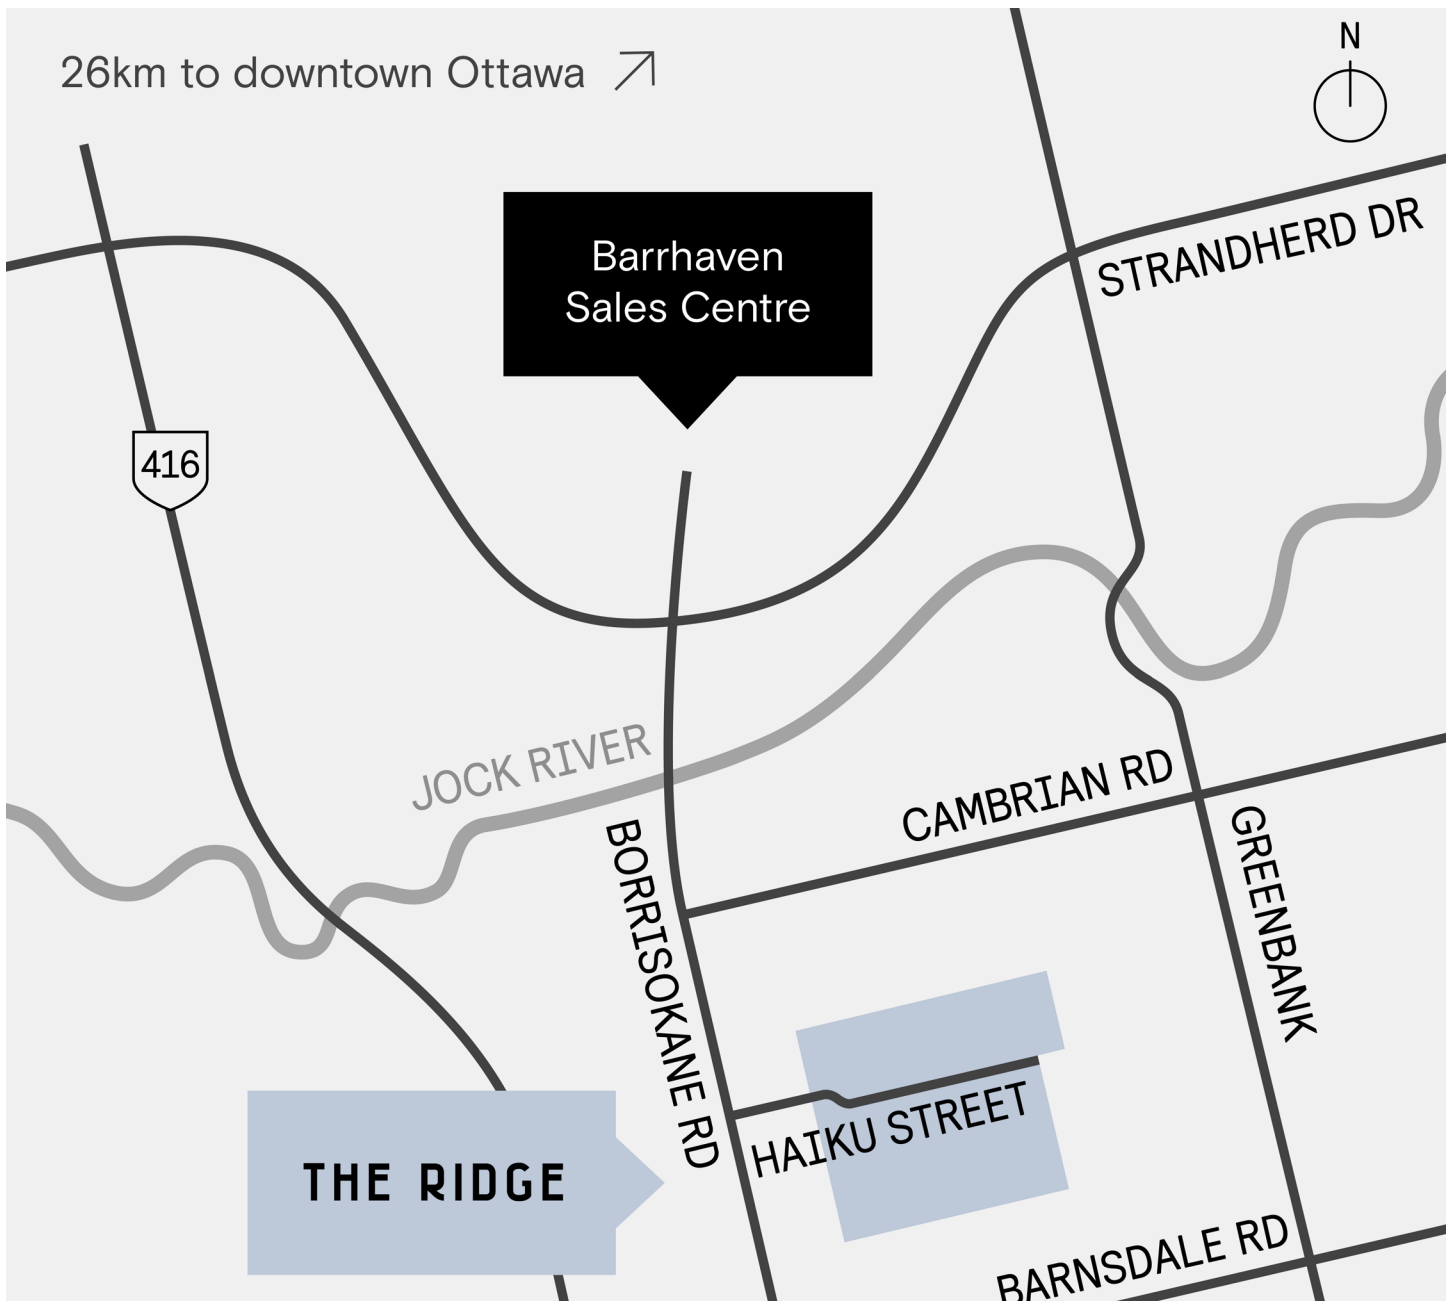 26km to downtown Ottawa
N
STRANDHERD DR
Barrhaven
Sales Centre
416
JOCK RIVER
CAMBRIAN RD
GREENBANK
BORRISOKANE RD
HAIKU STREET
THE RIDGE
BARNSDALE RD